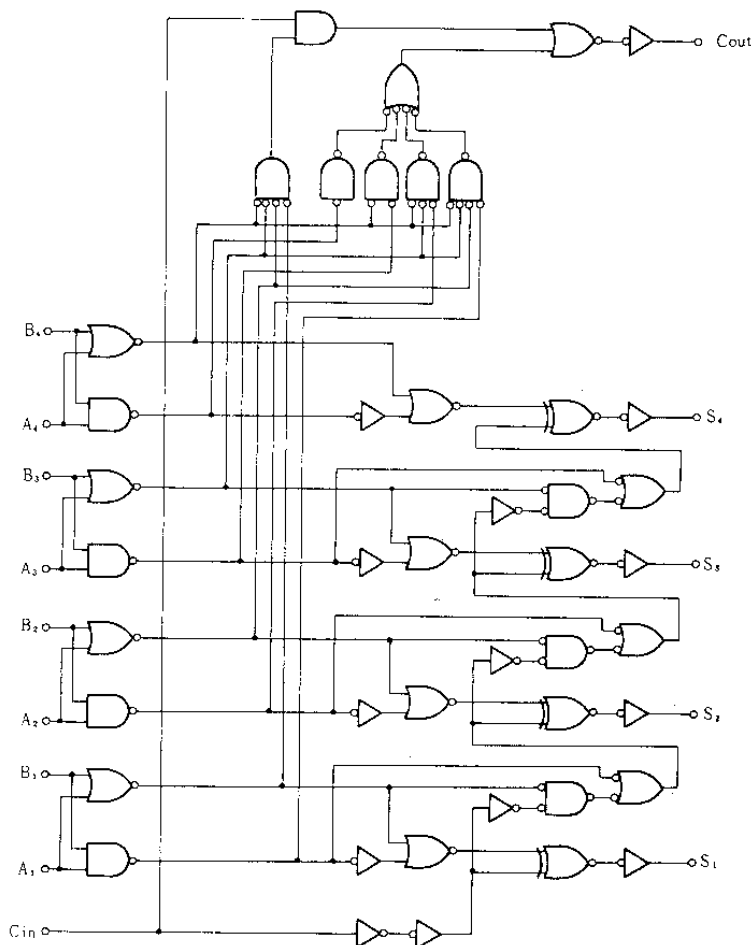 Cout
B₄
A₄
S₄
B₃
A₃
S₃
B₂
A₂
S₂
B₁
A₁
S₁
Cin